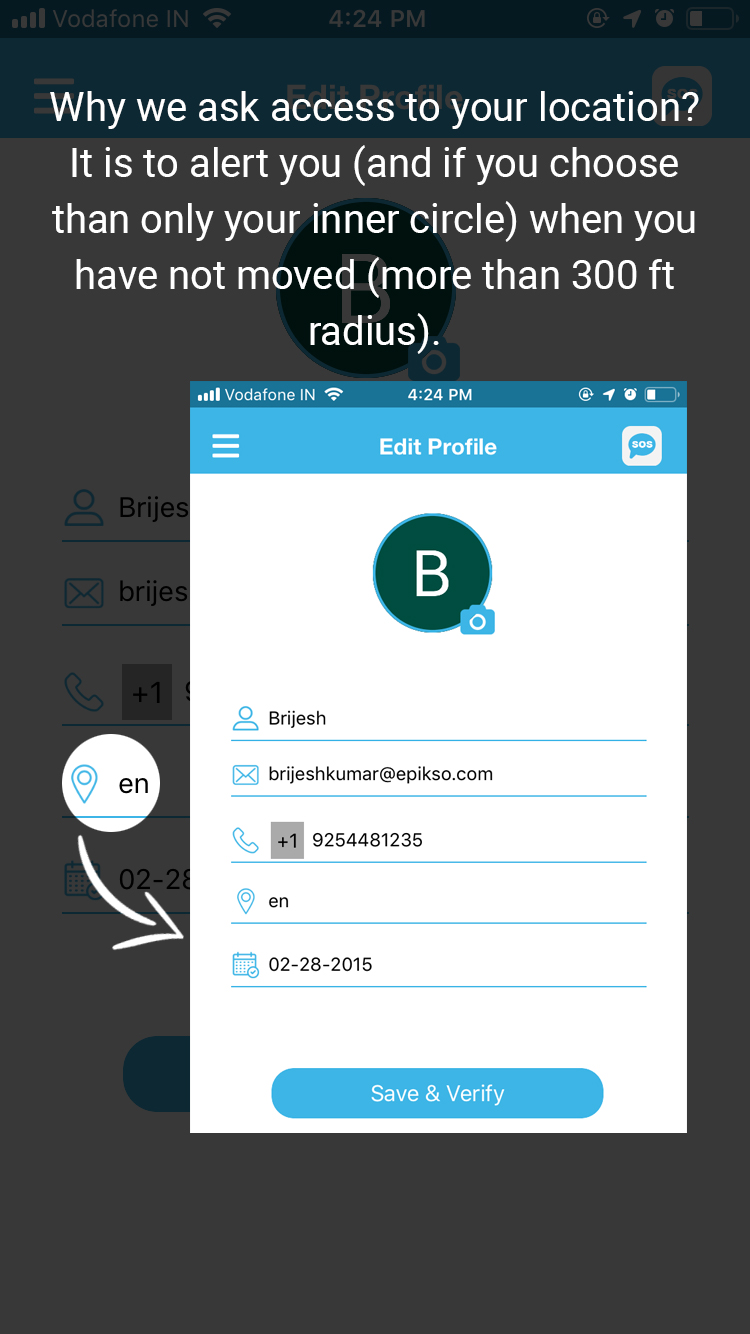 Vodafone IN 4:24 PM
Edit Profile
sos
Why we ask access to your location?
It is to alert you (and if you choose
than only your inner circle) when you
have not moved (more than 300 ft
radius).
B
Vodafone IN 4:24 PM
Edit Profile
sos
B
Brijes
brijes
+1 9
en
02-28
Brijesh
brijeshkumar@epikso.com
+1 9254481235
en
02-28-2015
Save & Verify